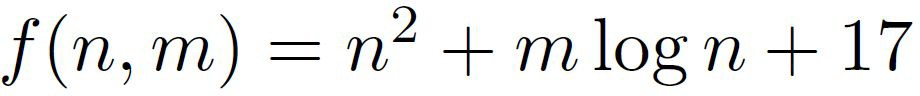 f(n, m) = n² + m log n + 17